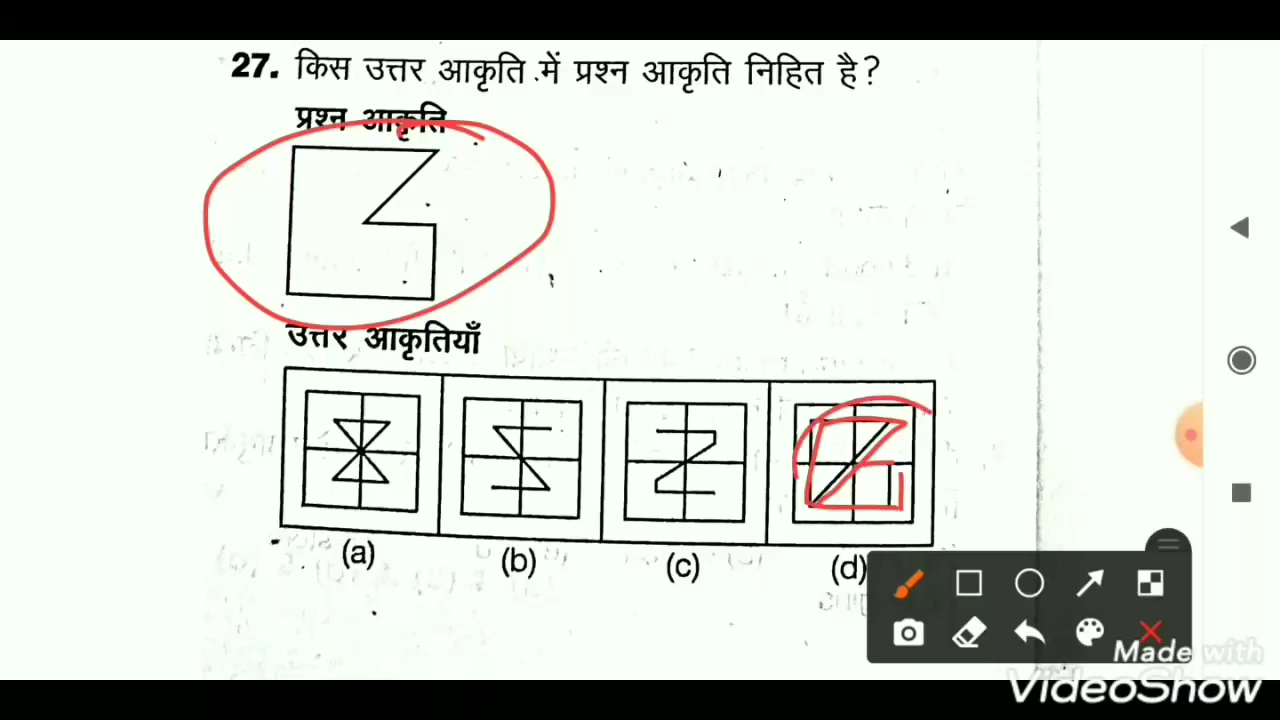 27. किस उत्तर आकृति में प्रश्न आकृति निहित है?
प्रश्न आकृति
उत्तर आकृतियाँ
(a) (b) (c) (d)
Made with
VideoShow